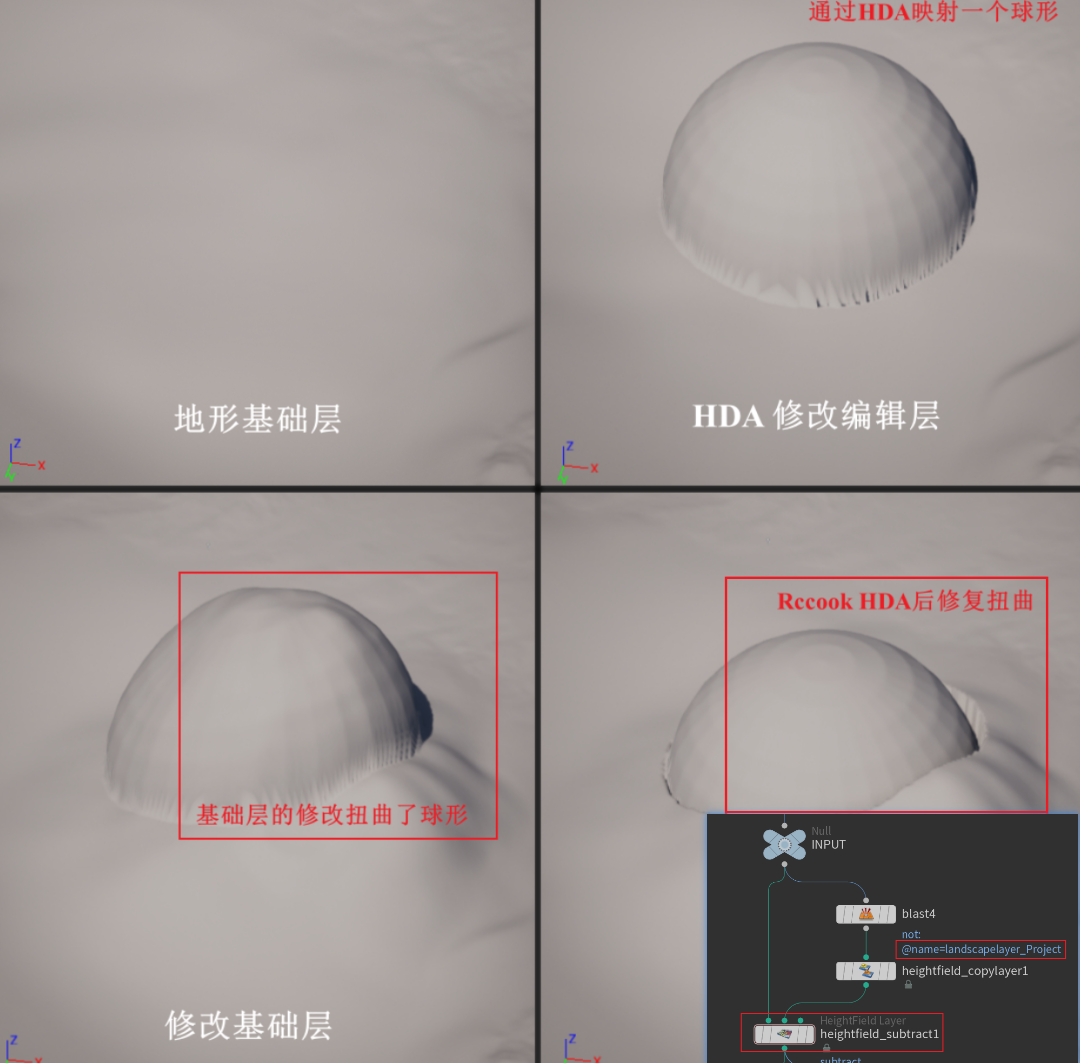 通过HDA映射一个球形
地形基础层
HDA 修改编辑层
Z
X
Z
X
Rccook HDA后修复扭曲
基础层的修改扭曲了球形
修改基础层
Null
INPUT
blast4
not:
@name=landscapelayer_Project
heightfield_copylayer1
HeightField Layer
heightfield_subtract1
subtract
Z
X
Z
X